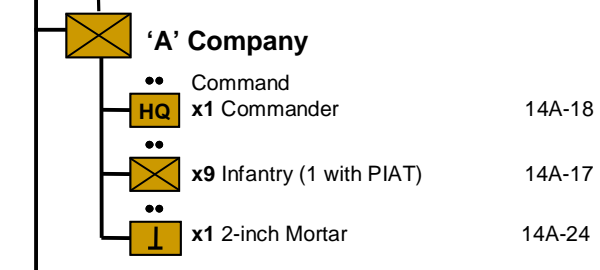 ‘A’ Company
Command
HQ x1 Commander 14A-18
x9 Infantry (1 with PIAT) 14A-17
x1 2-inch Mortar 14A-24